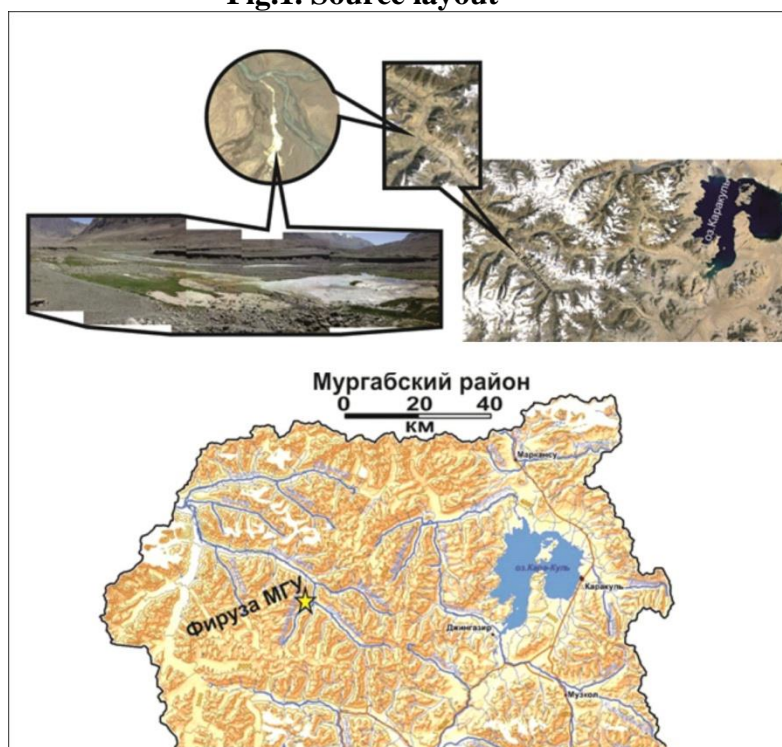 Fig.1. Source layout
оз.Каракуль
Мургабский район
0 20 40
км
Маркансу
оз.Кара-Куль
Каракуль
Фируза МГУ
Джингазир
Музкол